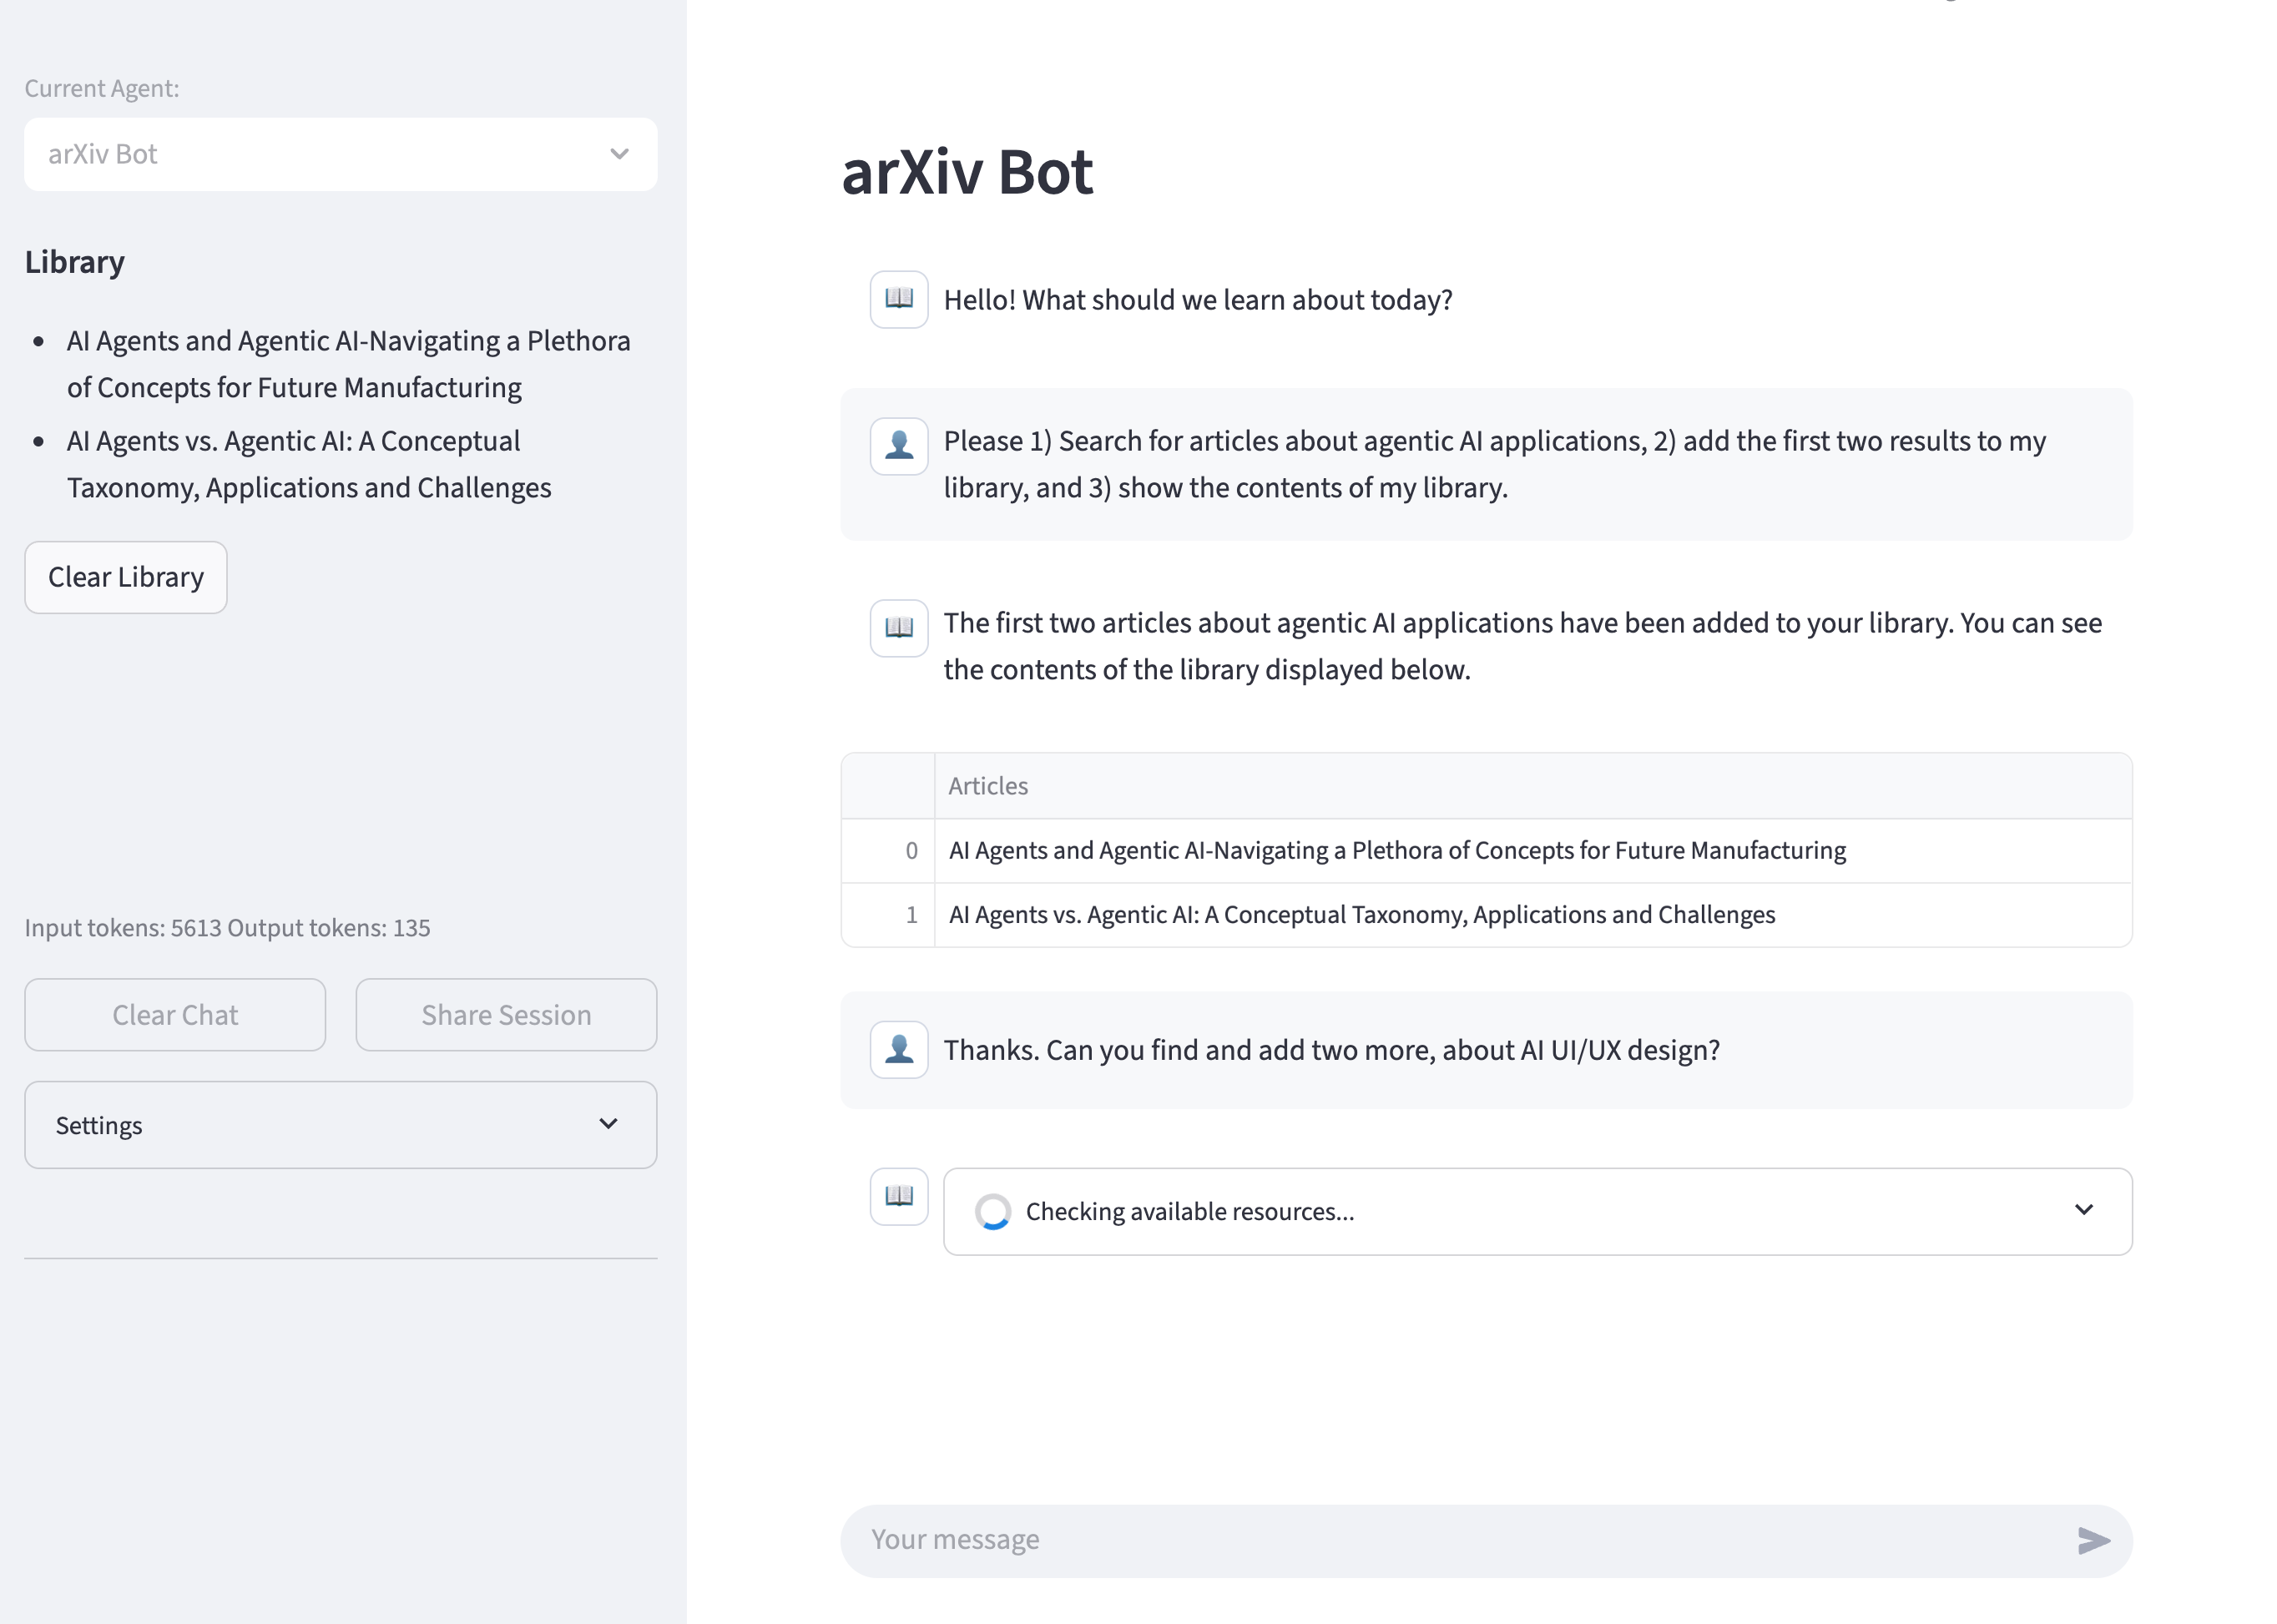 Current Agent:
arXiv Bot
Library
AI Agents and Agentic AI-Navigating a Plethora
of Concepts for Future Manufacturing
AI Agents vs. Agentic AI: A Conceptual
Taxonomy, Applications and Challenges
Clear Library
Input tokens: 5613 Output tokens: 135
Clear Chat
Share Session
Settings
arXiv Bot
Hello! What should we learn about today?
Please 1) Search for articles about agentic AI applications, 2) add the first two results to my
library, and 3) show the contents of my library.
The first two articles about agentic AI applications have been added to your library. You can see
the contents of the library displayed below.
Articles
0 AI Agents and Agentic AI-Navigating a Plethora of Concepts for Future Manufacturing
1 AI Agents vs. Agentic AI: A Conceptual Taxonomy, Applications and Challenges
Thanks. Can you find and add two more, about AI UI/UX design?
Checking available resources...
Your message